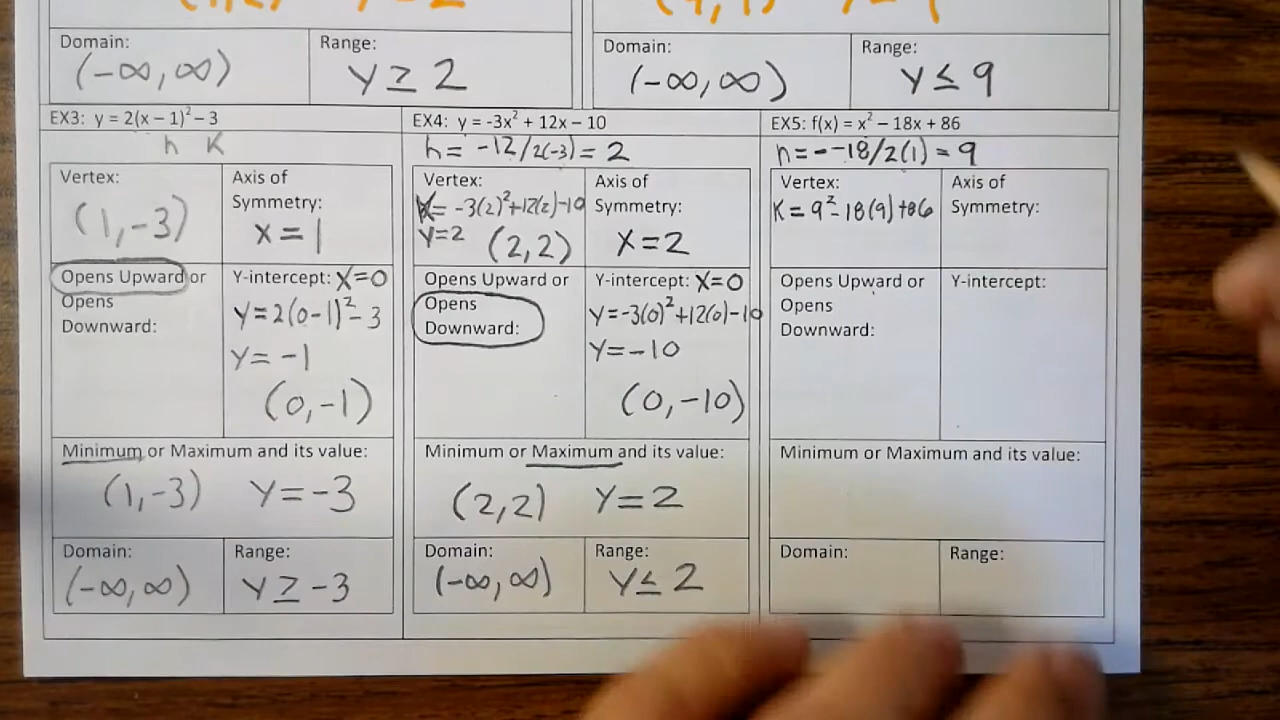 Domain: Range: Domain: Range:
(-∞, ∞) y ≥ 2 (-∞, ∞) y ≤ 9
EX3: y = 2(x – 1)² – 3
h K
Vertex: Axis of
Symmetry:
(1, -3) x = 1
Opens Upward or Y-intercept: x=0
Opens
Downward:
y = 2(0-1)² - 3
y = -1
(0, -1)
Minimum or Maximum and its value:
(1, -3) y = -3
Domain: Range:
(-∞, ∞) y ≥ -3
EX4: y = -3x² + 12x – 10
h = -12/2(-3) = 2
Vertex: Axis of
Symmetry:
K= -3(2)²+12(2)-10
y=2 (2,2) x=2
Opens Upward or Y-intercept: x=0
Opens
Downward:
y=-3(0)²+12(0)-10
y=-10
(0, -10)
Minimum or Maximum and its value:
(2,2) y=2
Domain: Range:
(-∞, ∞) y ≤ 2
EX5: f(x) = x² – 18x + 86
h = - -18/2(1) = 9
Vertex: Axis of
Symmetry:
K = 9² - 18(9) + 86
Opens Upward or Y-intercept:
Opens
Downward:
Minimum or Maximum and its value:
Domain: Range: